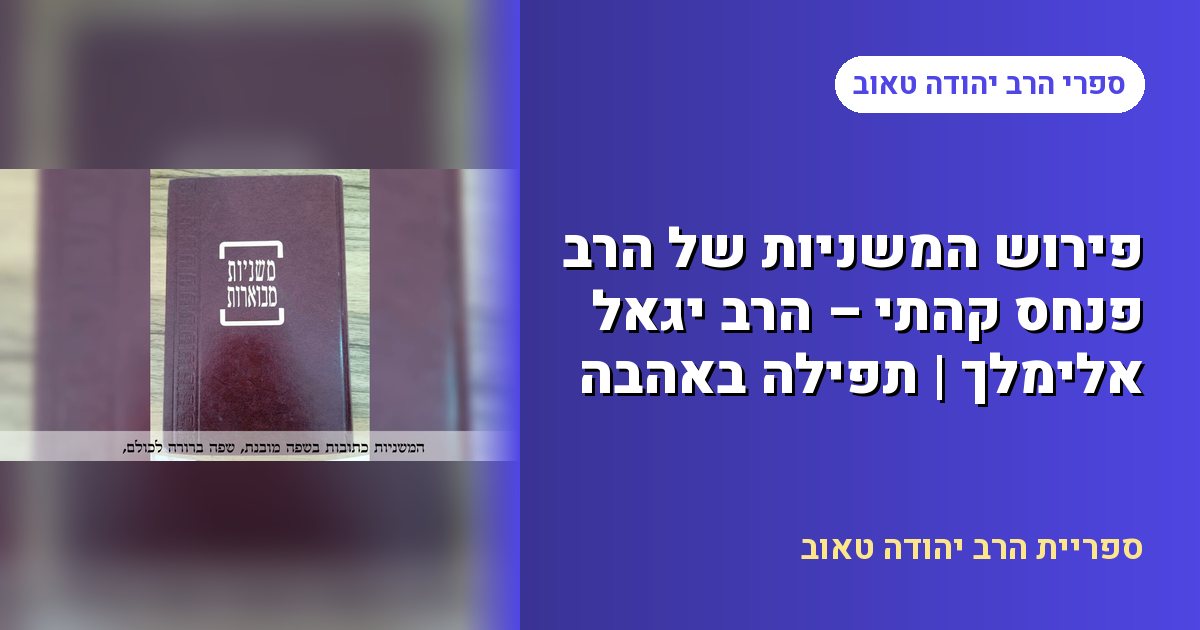 ספרי הרב יהודה טאוב
פירוש המשניות של הרב
פנחס קהתי – הרב יגאל
אלימלך | תפילה באהבה
ספריית הרב יהודה טאוב
משניות
מבוארות
המשניות כתובות בשפה מובנת, שפה ברורה לכולם,